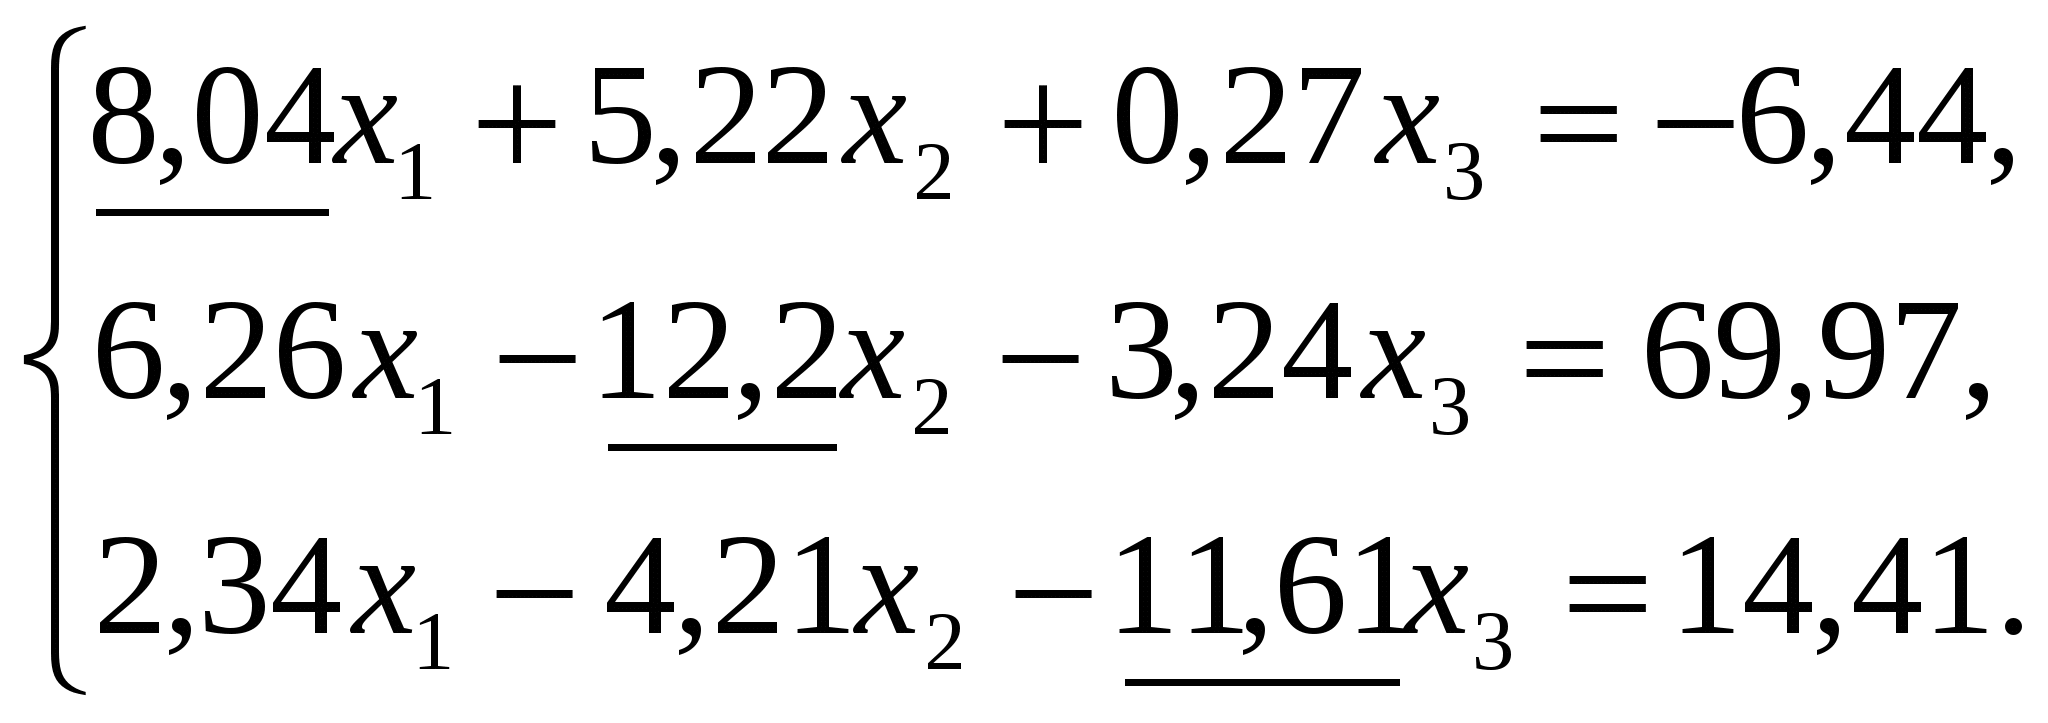 8,04x₁ + 5,22x₂ + 0,27x₃ = −6,44,
6,26x₁ − 12,2x₂ − 3,24x₃ = 69,97,
2,34x₁ − 4,21x₂ − 11,61x₃ = 14,41.